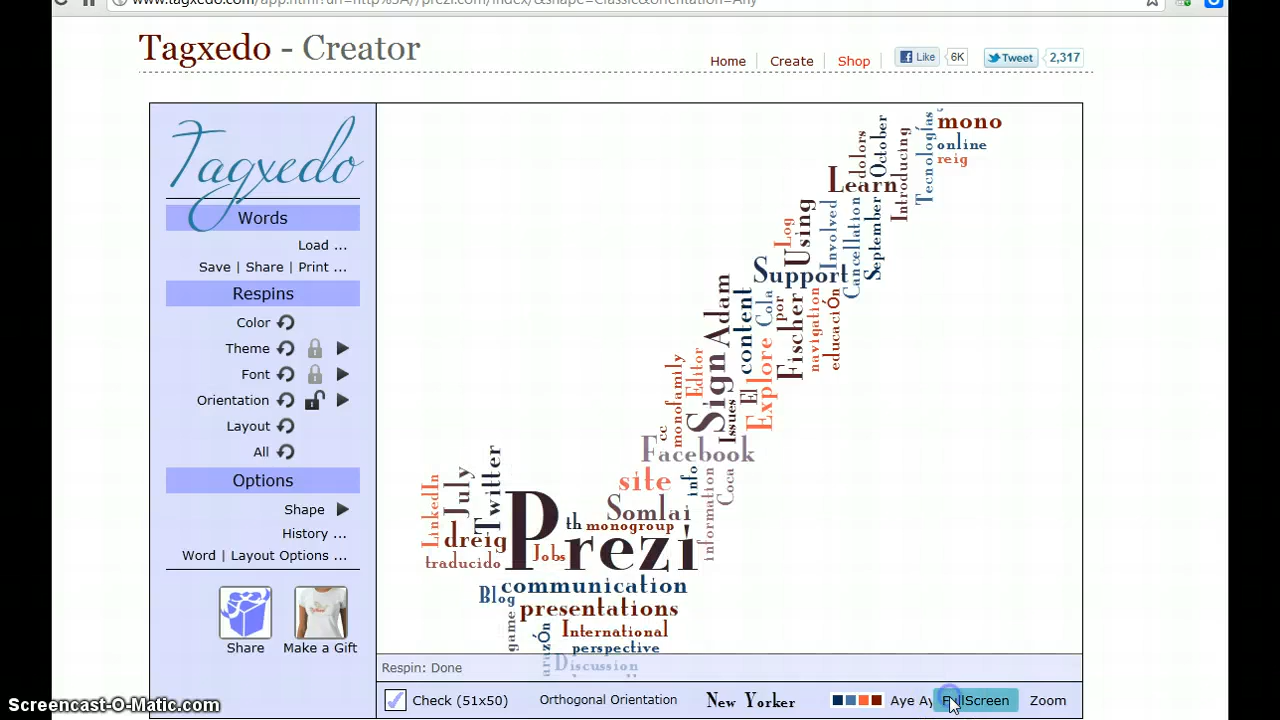 www.tagxedo.com/app.html?url=http%3A//prezi.com/index/&shape=Classic&orientation=Any
Tagxedo - Creator
Home
Create
Shop
Like
6K
Tweet
2,317
Tagxedo
Words
Load ...
Save | Share | Print ...
Respins
Color
Theme
Font
Orientation
Layout
All
Options
Shape
History ...
Word | Layout Options ...
Share
Make a Gift
mono
online
reig
Tecnologías
Introducing
October
dolors
Learn
September
Cancellation
Involved
Using
Log
Support
educación
navigation
Fischer
por
Cola
content
Adam
Explore
El
Issues
Sign
Editor
monofamily
cc
Facebook
site
info
Coca
information
Somlai
th
monogroup
Prezi
Jobs
Twitter
July
LinkedIn
dreig
traducido
communication
Blog
presentations
game
International
perspective
Discussion
Respin: Done
Check (51x50)
Orthogonal Orientation
New Yorker
Aye Ay
FullScreen
Zoom
Screencast-O-Matic.com